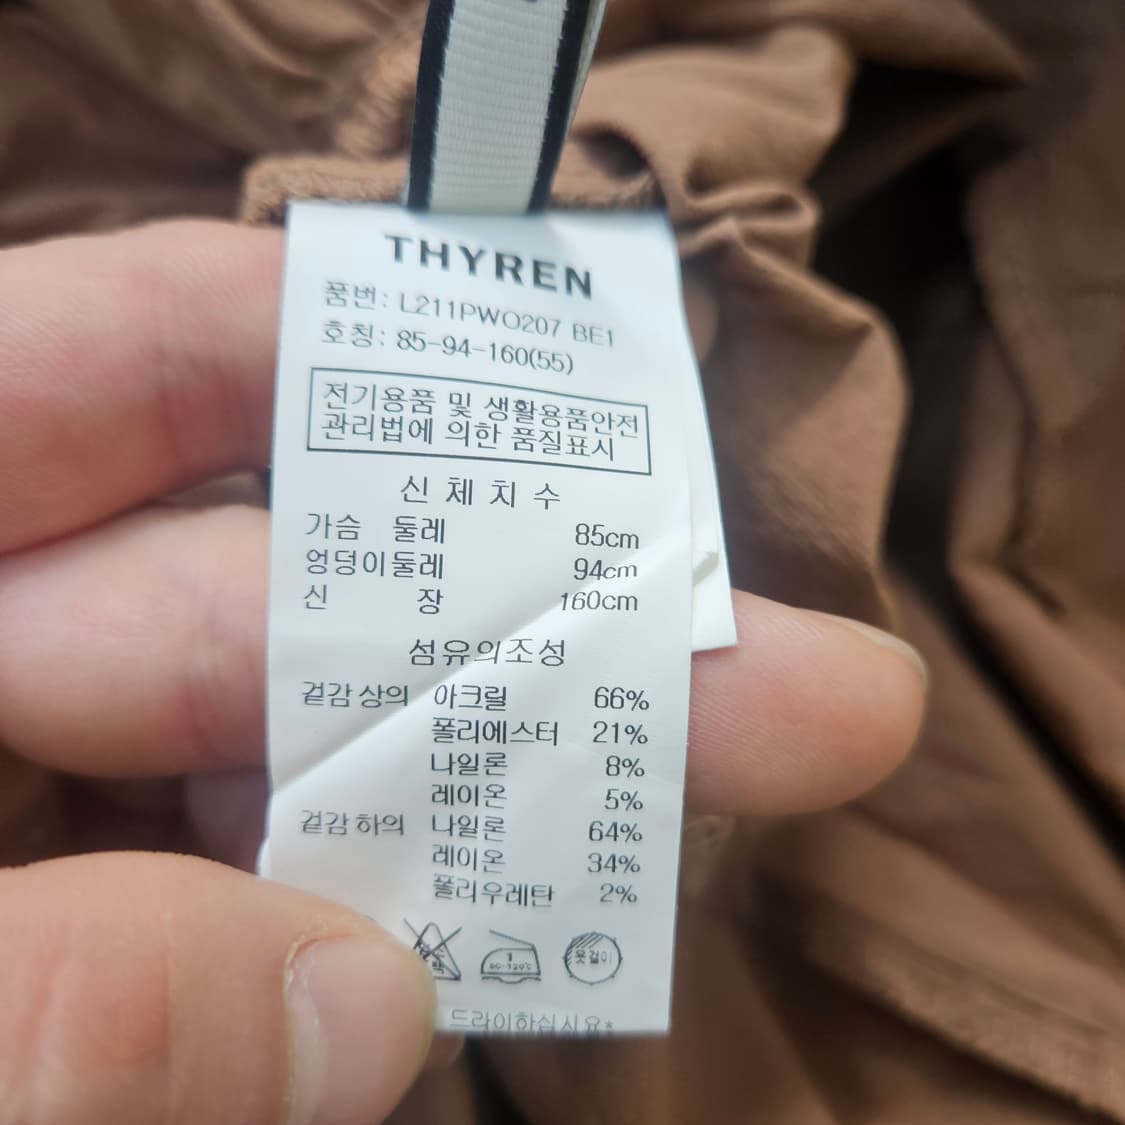 THYREN
품번: L211PWO207 BE1
호칭: 85-94-160(55)
전기용품 및 생활용품안전
관리법에 의한 품질표시
신 체 치 수
가슴 둘레 85cm
엉덩이둘레 94cm
신 장 160cm
섬유의조성
겉감 상의 아크릴 66%
폴리에스터 21%
나일론 8%
레이온 5%
겉감 하의 나일론 64%
레이온 34%
폴리우레탄 2%
1
80-120℃
옷걸이
드라이하십시요*